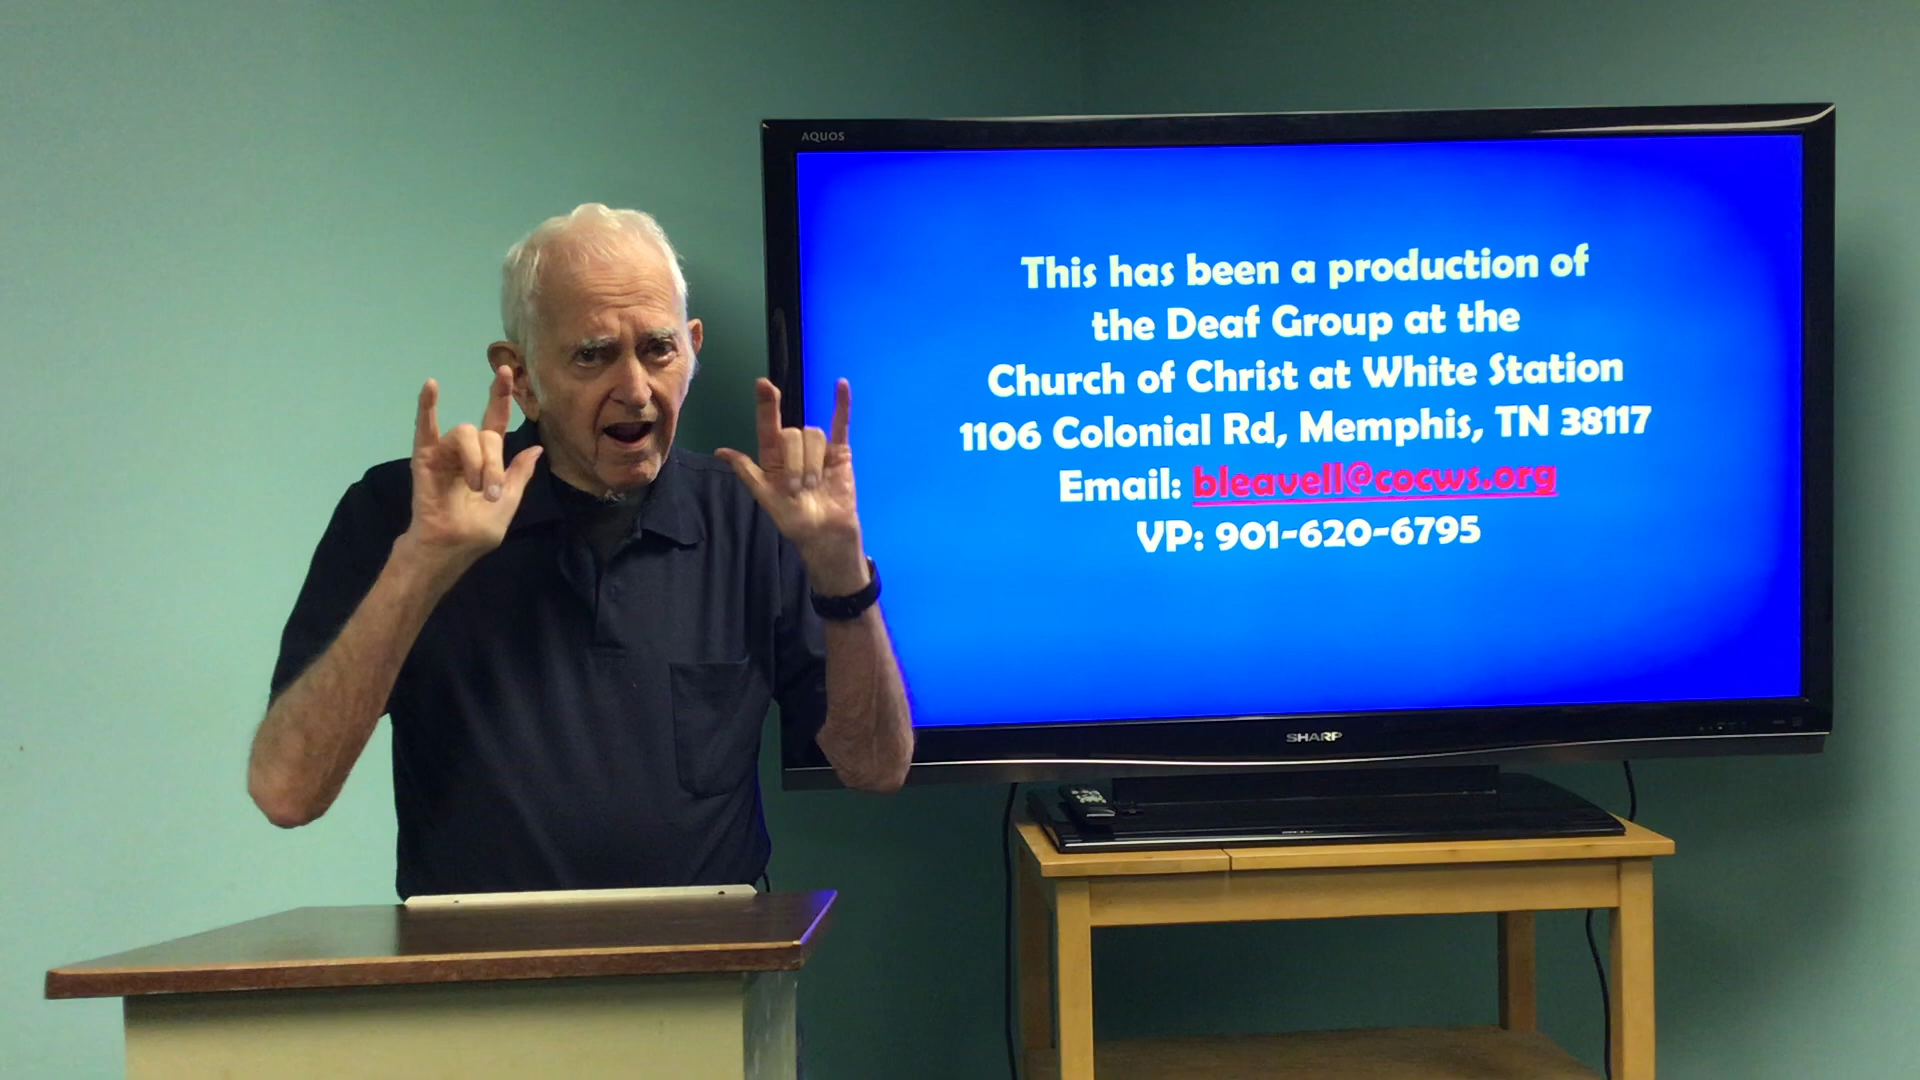 AQUOS
This has been a production of
the Deaf Group at the
Church of Christ at White Station
1106 Colonial Rd, Memphis, TN 38117
Email: bleavell@cocws.org
VP: 901-620-6795
SHARP